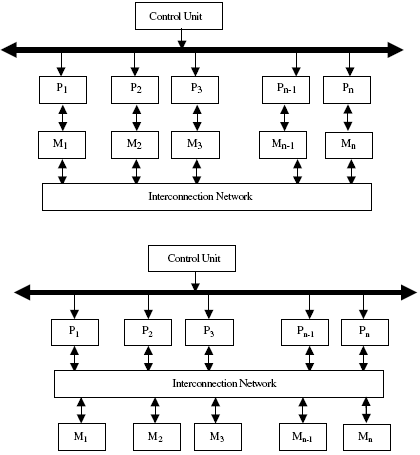 Control Unit
P1 P2 P3 Pn-1 Pn
M1 M2 M3 Mn-1 Mn
Interconnection Network
Control Unit
P1 P2 P3 Pn-1 Pn
Interconnection Network
M1 M2 M3 Mn-1 Mn